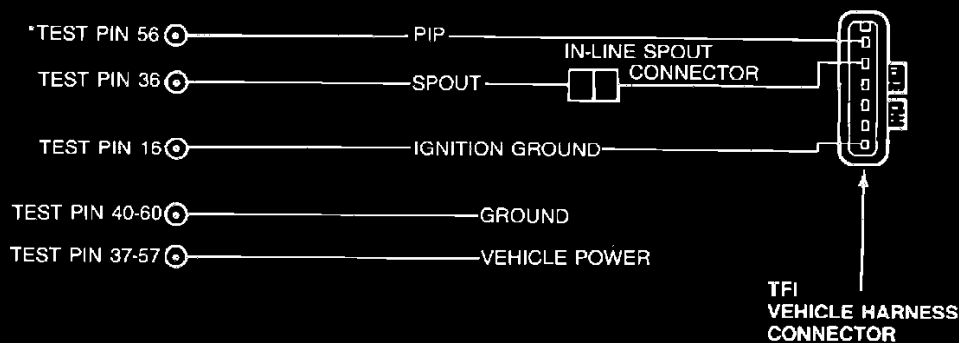 *TEST PIN 56 PIP
IN-LINE SPOUT
CONNECTOR
TEST PIN 36 SPOUT
TEST PIN 16 IGNITION GROUND
TEST PIN 40-60 GROUND
TEST PIN 37-57 VEHICLE POWER
TFI
VEHICLE HARNESS
CONNECTOR